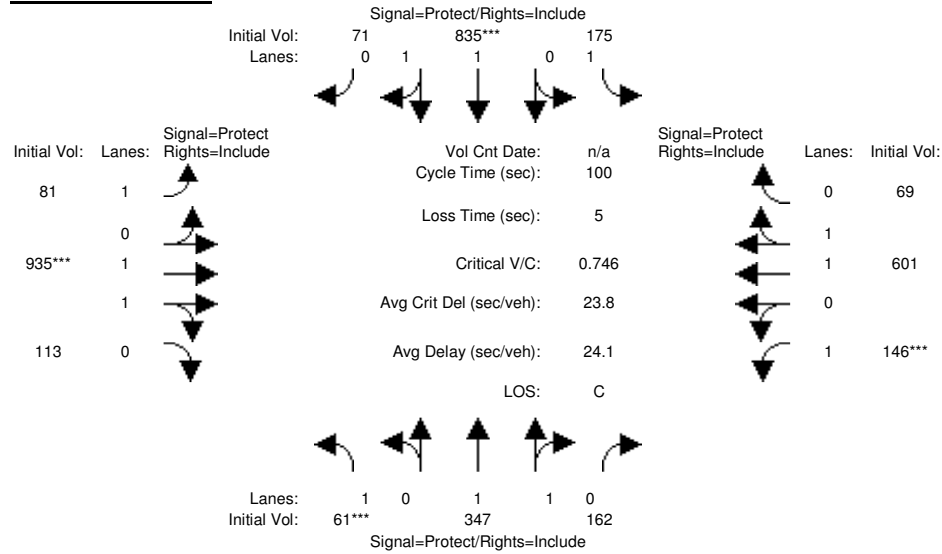 Signal=Protect/Rights=Include
Initial Vol: 71 835*** 175
Lanes: 0 1 1 0 1
Signal=Protect
Initial Vol: Lanes: Rights=Include
Vol Cnt Date: n/a
Signal=Protect
Rights=Include Lanes: Initial Vol:
Cycle Time (sec): 100
81 1
0 69
Loss Time (sec): 5
0
1
935*** 1
Critical V/C: 0.746
1 601
1
Avg Crit Del (sec/veh): 23.8
0
113 0
Avg Delay (sec/veh): 24.1
1 146***
LOS: C
Lanes: 1 0 1 1 0
Initial Vol: 61*** 347 162
Signal=Protect/Rights=Include